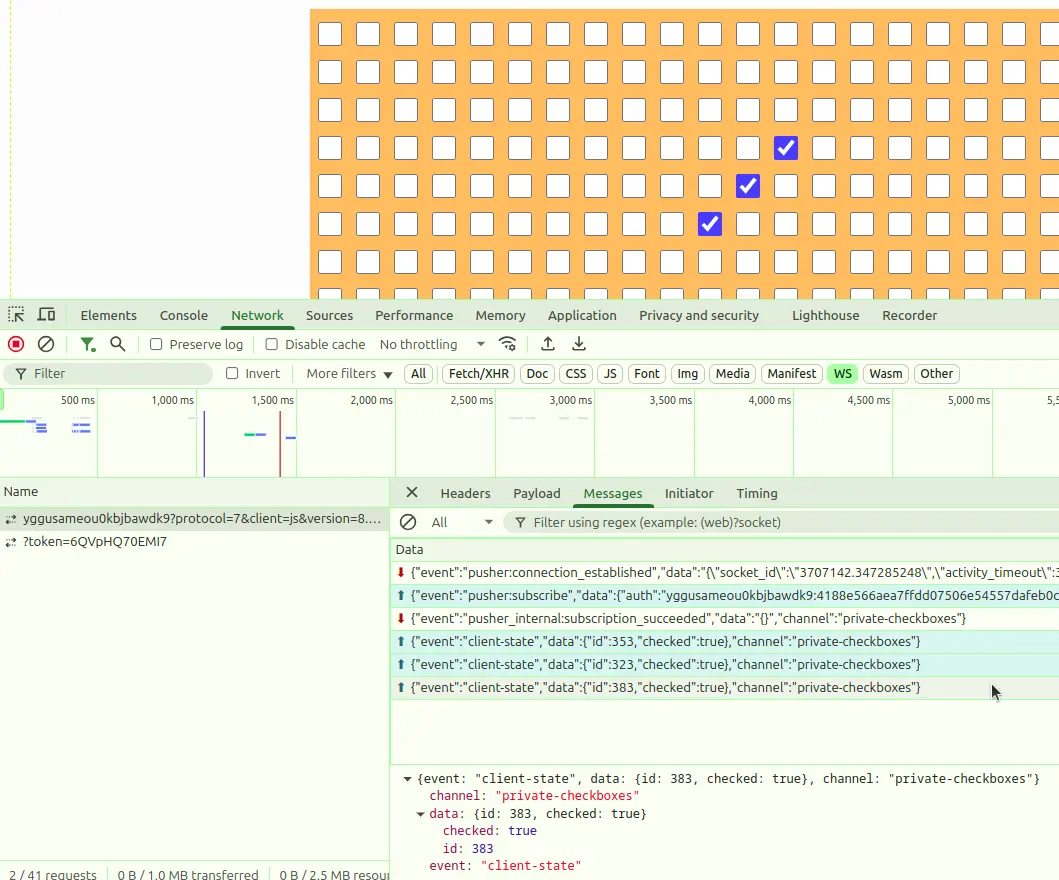 Elements Console Network Sources Performance Memory Application Privacy and security Lighthouse Recorder
Preserve log Disable cache No throttling
Filter Invert More filters All Fetch/XHR Doc CSS JS Font Img Media Manifest WS Wasm Other
500 ms 1,000 ms 1,500 ms 2,000 ms 2,500 ms 3,000 ms 3,500 ms 4,000 ms 4,500 ms 5,000 ms 5,5
Name
yggusameou0kbjbawdk9?protocol=7&client=js&version=8....
?token=6QVpHQ70EMI7
Headers Payload Messages Initiator Timing
All Filter using regex (example: (web)?socket)
Data
{"event":"pusher:connection_established","data":"{\"socket_id\":\"3707142.347285248\",\"activity_timeout\":3
{"event":"pusher:subscribe","data":{"auth":"yggusameou0kbjbawdk9:4188e566aea7ffdd07506e54557dafeb0c
{"event":"pusher_internal:subscription_succeeded","data":"{}","channel":"private-checkboxes"}
{"event":"client-state","data":{"id":353,"checked":true},"channel":"private-checkboxes"}
{"event":"client-state","data":{"id":323,"checked":true},"channel":"private-checkboxes"}
{"event":"client-state","data":{"id":383,"checked":true},"channel":"private-checkboxes"}
{event: "client-state", data: {id: 383, checked: true}, channel: "private-checkboxes"}
channel: "private-checkboxes"
data: {id: 383, checked: true}
checked: true
id: 383
event: "client-state"
2 / 41 requests 0 B / 1.0 MB transferred 0 B / 2.5 MB resou